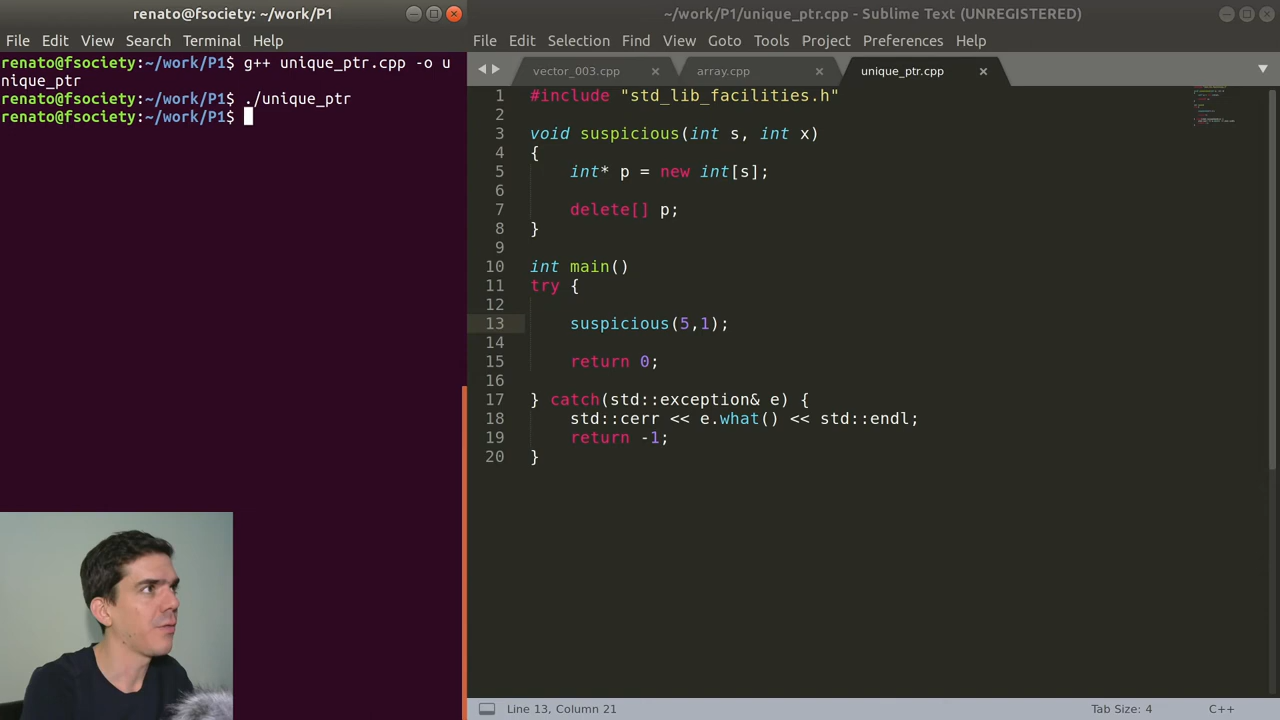 renato@fsociety: ~/work/P1
File Edit View Search Terminal Help
renato@fsociety:~/work/P1$ g++ unique_ptr.cpp -o u
nique_ptr
renato@fsociety:~/work/P1$ ./unique_ptr
renato@fsociety:~/work/P1$
~/work/P1/unique_ptr.cpp - Sublime Text (UNREGISTERED)
File Edit Selection Find View Goto Tools Project Preferences Help
vector_003.cpp array.cpp unique_ptr.cpp
1 #include "std_lib_facilities.h"
2
3 void suspicious(int s, int x)
4 {
5     int* p = new int[s];
6
7     delete[] p;
8 }
9
10 int main()
11 try {
12
13     suspicious(5,1);
14
15     return 0;
16
17 } catch(std::exception& e) {
18     std::cerr << e.what() << std::endl;
19     return -1;
20 }
Line 13, Column 21 Tab Size: 4 C++